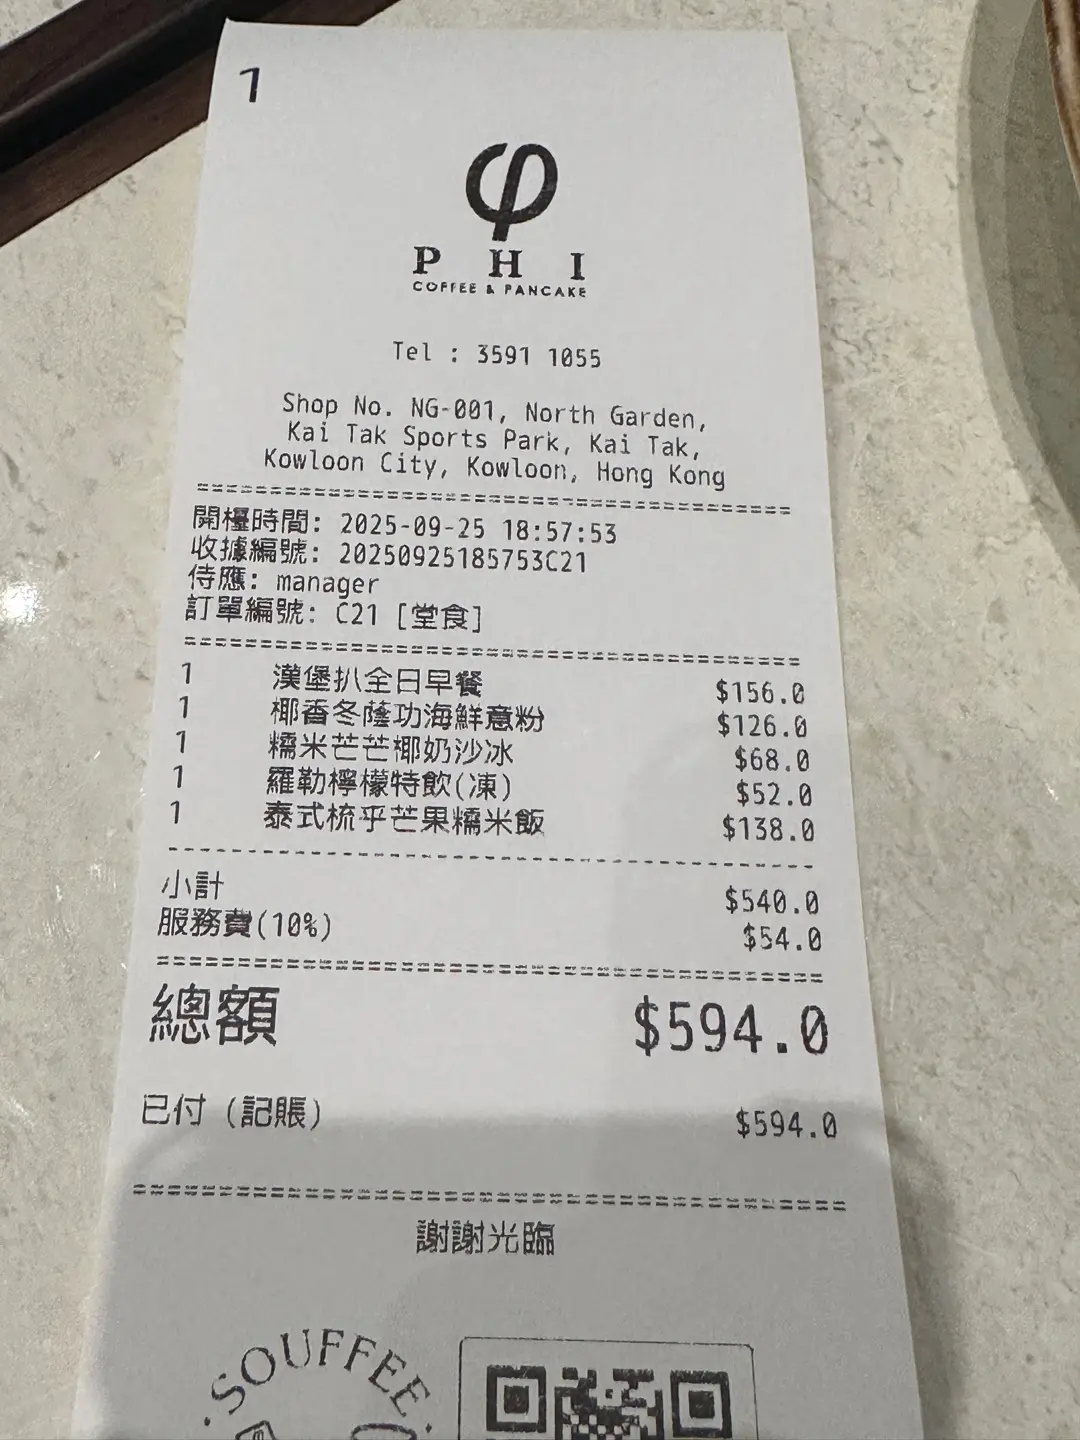 1
φ
PHI
COFFEE & PANCAKE
Tel : 3591 1055
Shop No. NG-001, North Garden,
Kai Tak Sports Park, Kai Tak,
Kowloon City, Kowloon, Hong Kong
開檯時間: 2025-09-25 18:57:53
收據編號: 20250925185753C21
侍應: manager
訂單編號: C21 [堂食]
1 漢堡扒全日早餐 $156.0
1 椰香冬蔭功海鮮意粉 $126.0
1 糯米芒芒椰奶沙冰 $68.0
1 羅勒檸檬特飲(凍) $52.0
1 泰式梳乎芒果糯米飯 $138.0
小計 $540.0
服務費(10%) $54.0
總額 $594.0
已付 (記賬) $594.0
謝謝光臨
SOUFFEE